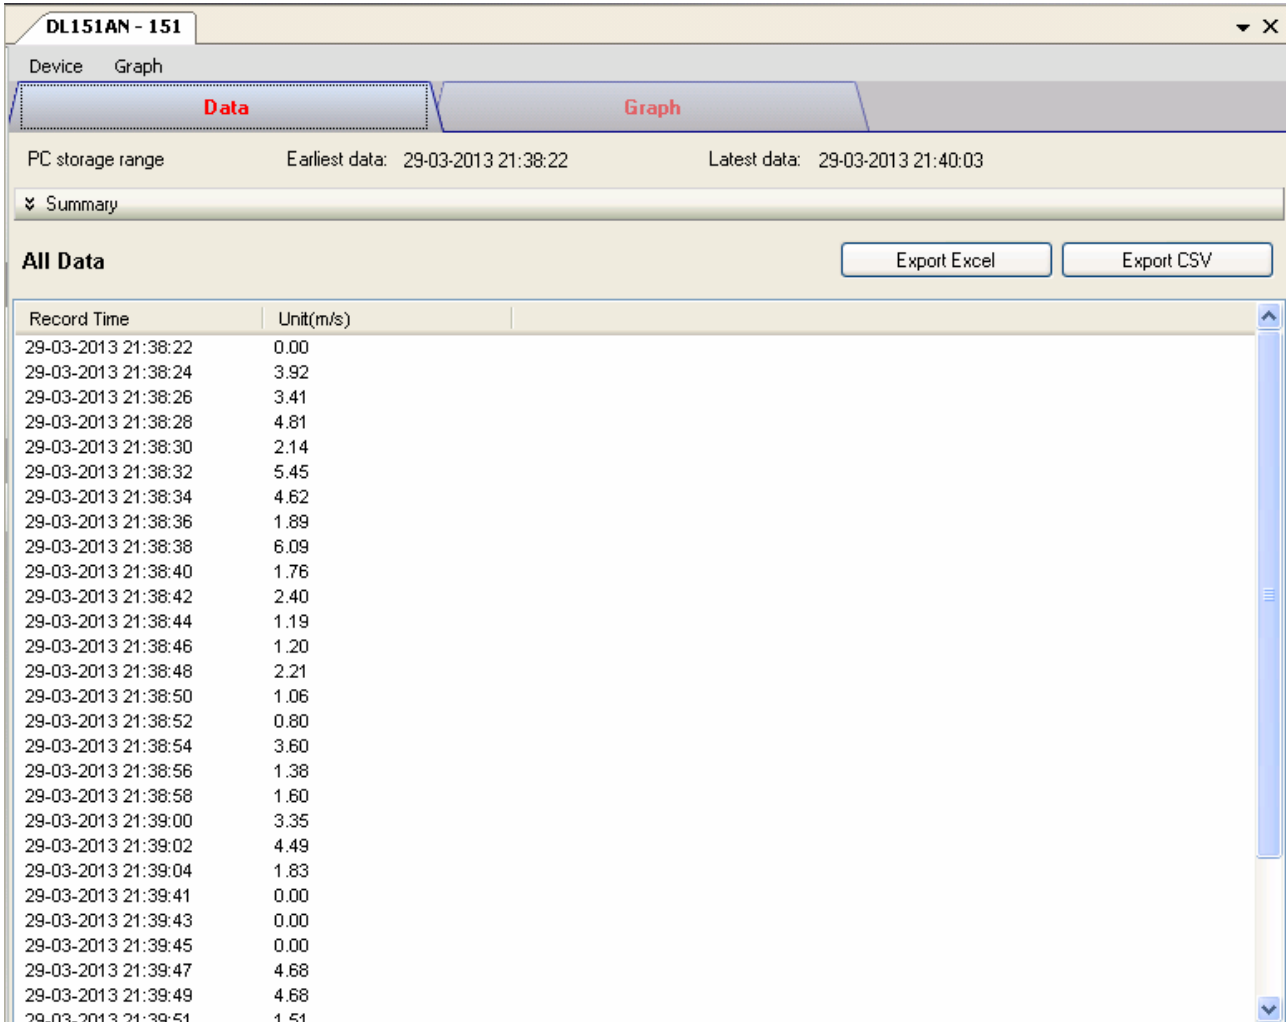 DL151AN - 151
Device Graph
Data Graph
PC storage range Earliest data: 29-03-2013 21:38:22 Latest data: 29-03-2013 21:40:03
Summary
All Data Export Excel Export CSV
Record Time Unit(m/s)
29-03-2013 21:38:22 0.00
29-03-2013 21:38:24 3.92
29-03-2013 21:38:26 3.41
29-03-2013 21:38:28 4.81
29-03-2013 21:38:30 2.14
29-03-2013 21:38:32 5.45
29-03-2013 21:38:34 4.62
29-03-2013 21:38:36 1.89
29-03-2013 21:38:38 6.09
29-03-2013 21:38:40 1.76
29-03-2013 21:38:42 2.40
29-03-2013 21:38:44 1.19
29-03-2013 21:38:46 1.20
29-03-2013 21:38:48 2.21
29-03-2013 21:38:50 1.06
29-03-2013 21:38:52 0.80
29-03-2013 21:38:54 3.60
29-03-2013 21:38:56 1.38
29-03-2013 21:38:58 1.60
29-03-2013 21:39:00 3.35
29-03-2013 21:39:02 4.49
29-03-2013 21:39:04 1.83
29-03-2013 21:39:41 0.00
29-03-2013 21:39:43 0.00
29-03-2013 21:39:45 0.00
29-03-2013 21:39:47 4.68
29-03-2013 21:39:49 4.68
29-03-2013 21:39:51 1.51